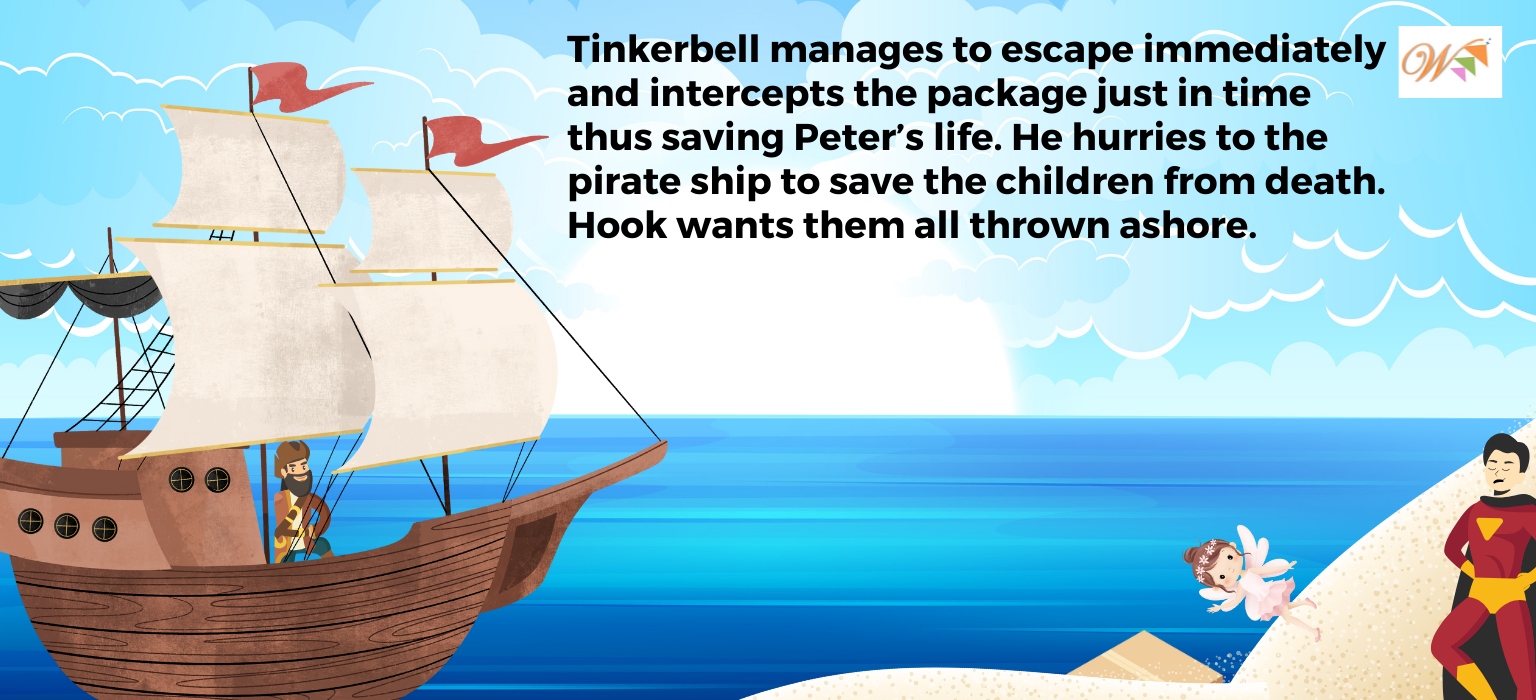 Tinkerbell manages to escape immediately
and intercepts the package just in time
thus saving Peter’s life. He hurries to the
pirate ship to save the children from death.
Hook wants them all thrown ashore.
W